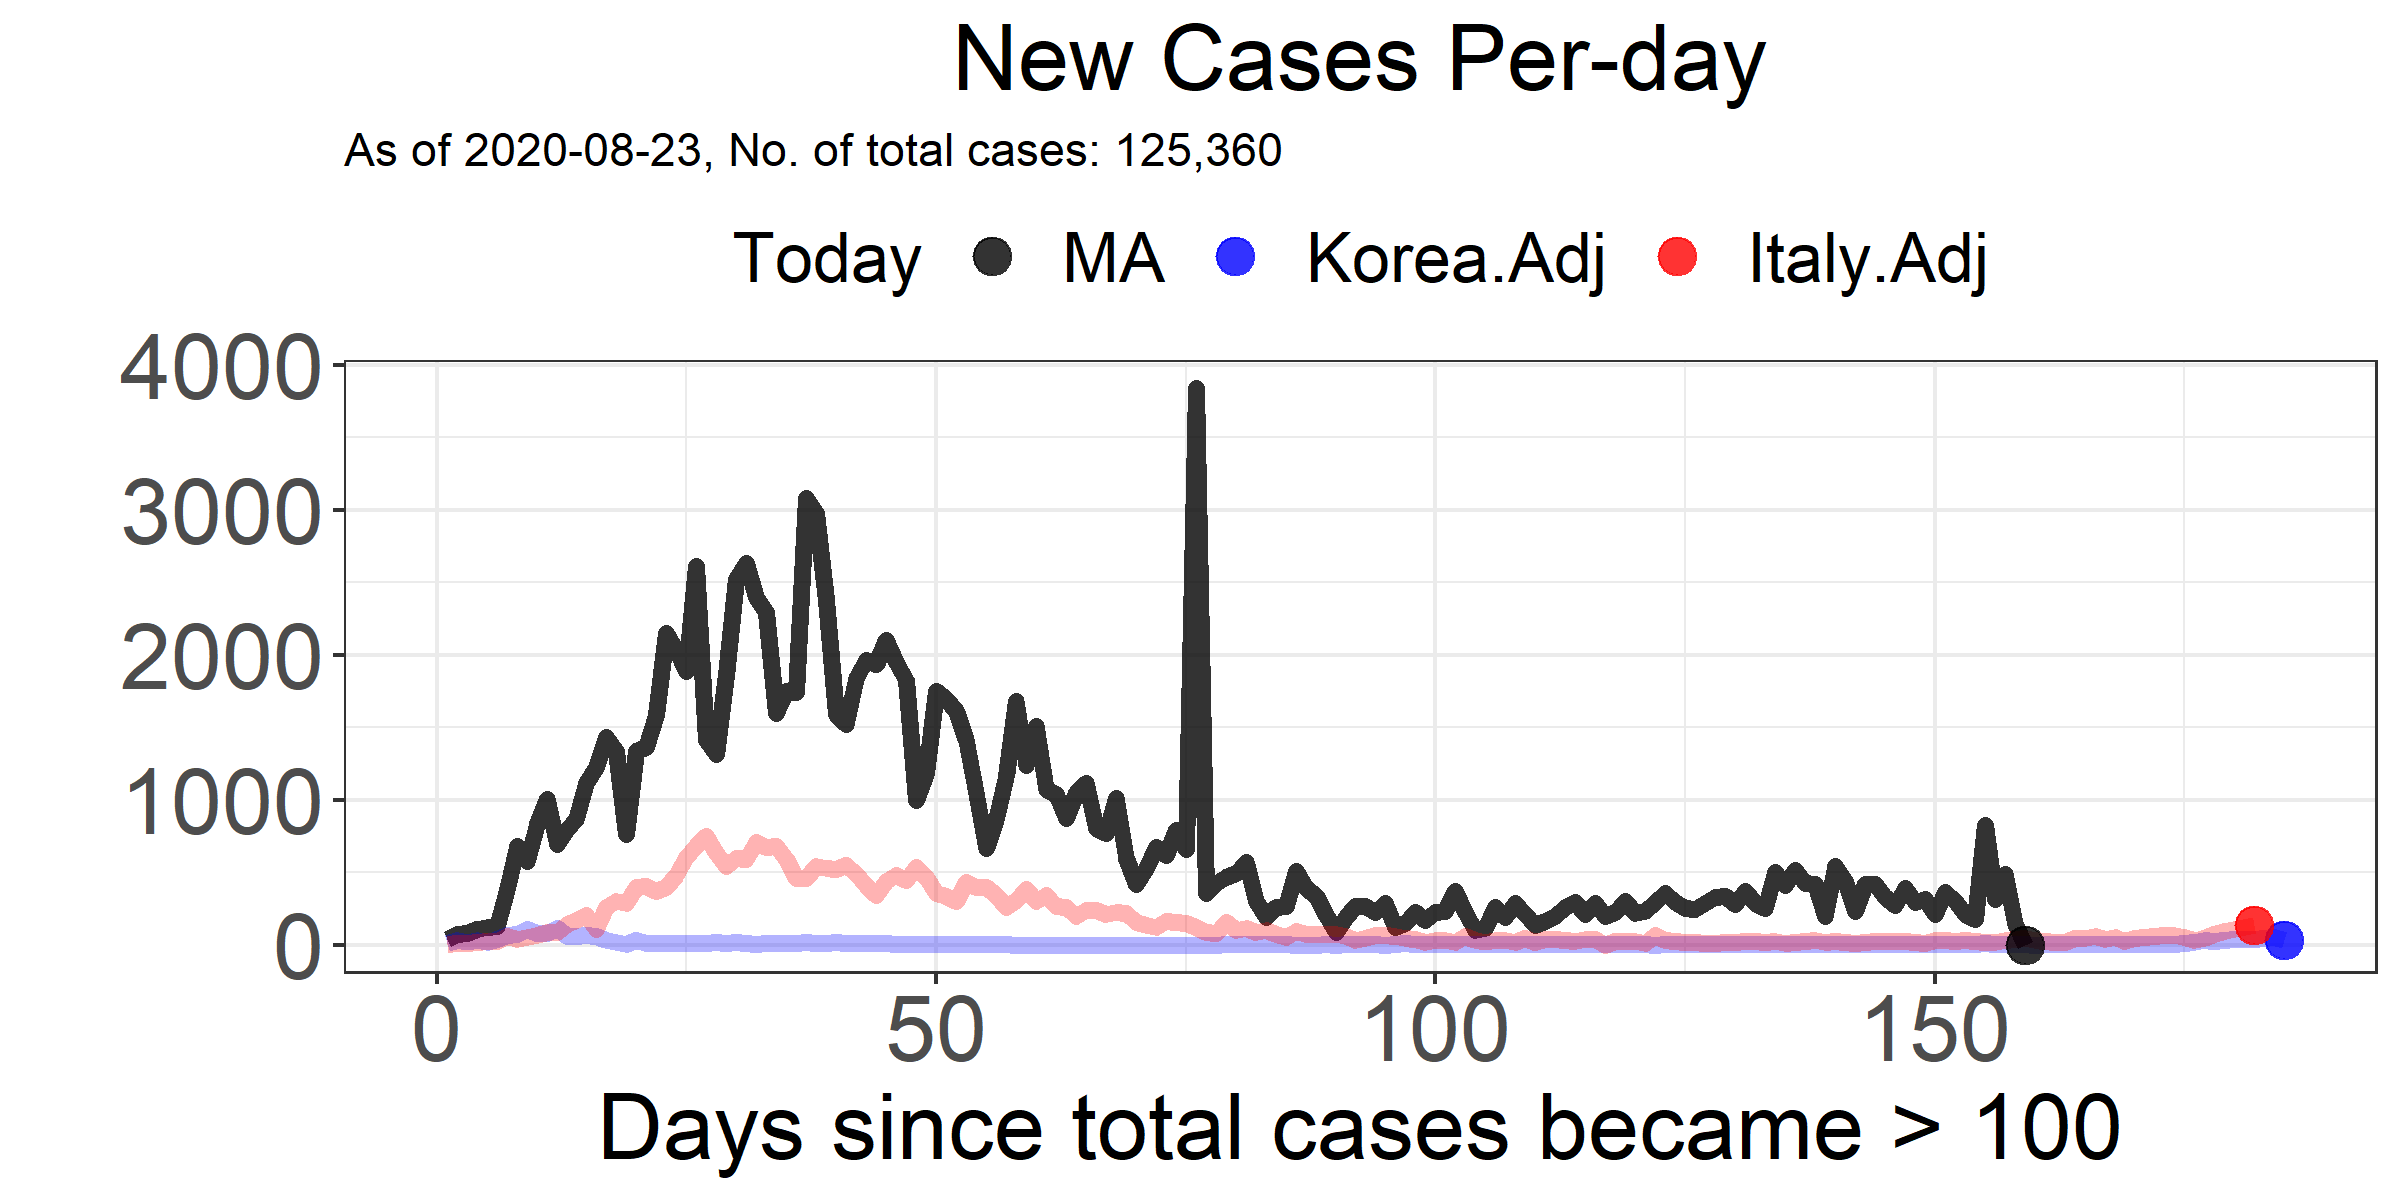 New Cases Per-day
As of 2020-08-23, No. of total cases: 125,360
Today MA Korea.Adj Italy.Adj
4000
3000
2000
1000
0
0 50 100 150
Days since total cases became > 100